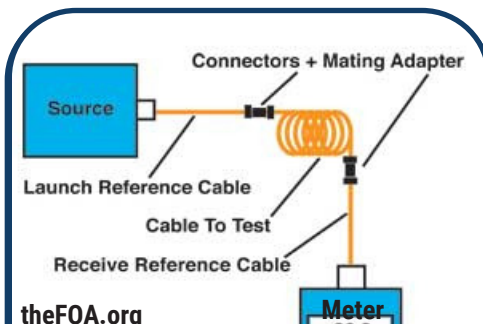 Connectors + Mating Adapter
Source
Launch Reference Cable
Cable To Test
Receive Reference Cable
theFOA.org
Meter